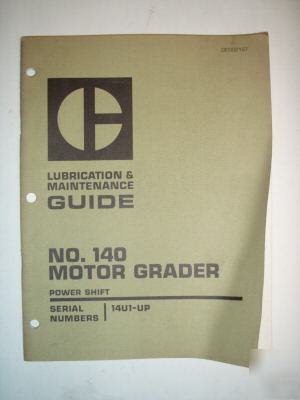 LUBRICATION &
MAINTENANCE
GUIDE
NO. 140
MOTOR GRADER
POWER SHIFT
SERIAL NUMBERS
14U1-UP